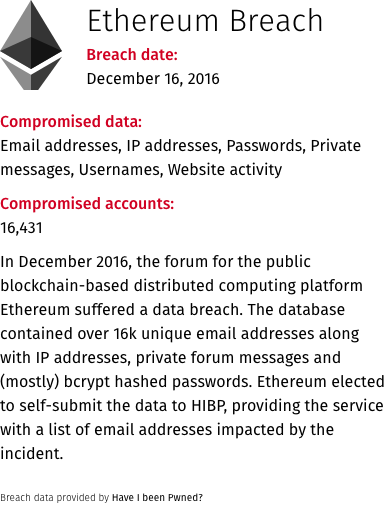 Ethereum Breach
Breach date:
December 16, 2016
Compromised data:
Email addresses, IP addresses, Passwords, Private
messages, Usernames, Website activity
Compromised accounts:
16,431
In December 2016, the forum for the public
blockchain-based distributed computing platform
Ethereum suffered a data breach. The database
contained over 16k unique email addresses along
with IP addresses, private forum messages and
(mostly) bcrypt hashed passwords. Ethereum elected
to self-submit the data to HIBP, providing the service
with a list of email addresses impacted by the
incident.
Breach data provided by Have I been Pwned?